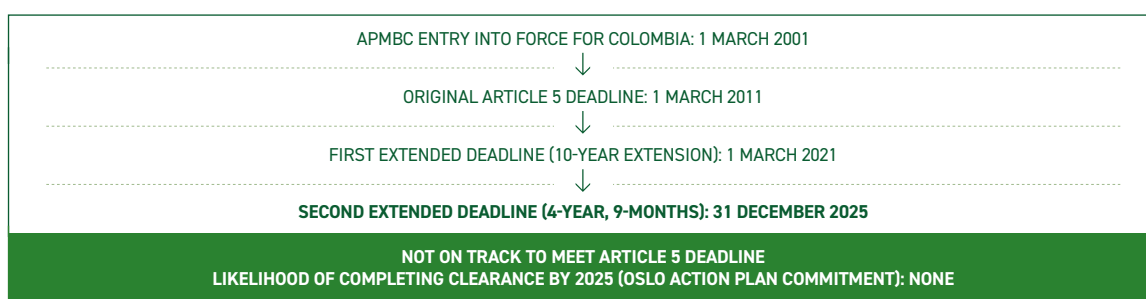 APMBC ENTRY INTO FORCE FOR COLOMBIA: 1 MARCH 2001
ORIGINAL ARTICLE 5 DEADLINE: 1 MARCH 2011
FIRST EXTENDED DEADLINE (10-YEAR EXTENSION): 1 MARCH 2021
SECOND EXTENDED DEADLINE (4-YEAR, 9-MONTHS): 31 DECEMBER 2025
NOT ON TRACK TO MEET ARTICLE 5 DEADLINE
LIKELIHOOD OF COMPLETING CLEARANCE BY 2025 (OSLO ACTION PLAN COMMITMENT): NONE